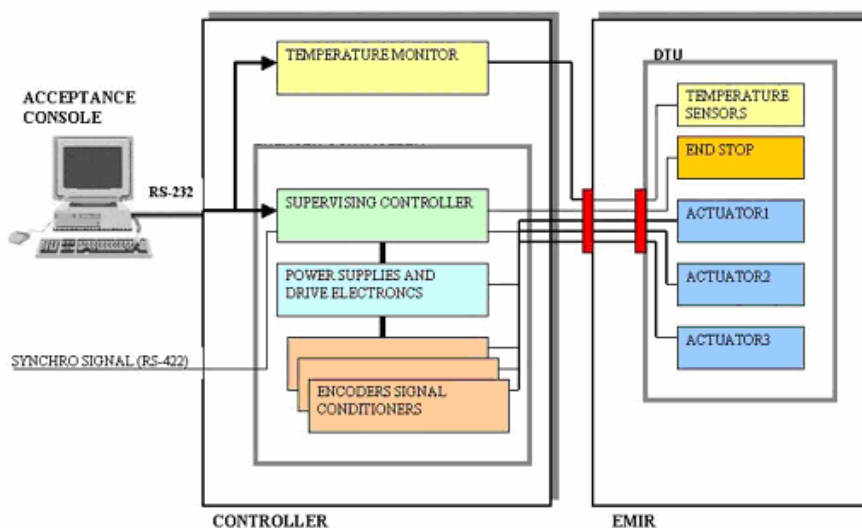 TEMPERATURE MONITOR
DTU
ACCEPTANCE
CONSOLE
TEMPERATURE
SENSORS
END STOP
RS-232
SUPERVISING CONTROLLER
ACTUATOR1
POWER SUPPLIES AND
DRIVE ELECTRONCS
ACTUATOR2
SYNCHRO SIGNAL (RS-422)
ACTUATOR3
ENCODERS SIGNAL
CONDITIONERS
CONTROLLER
EMIR